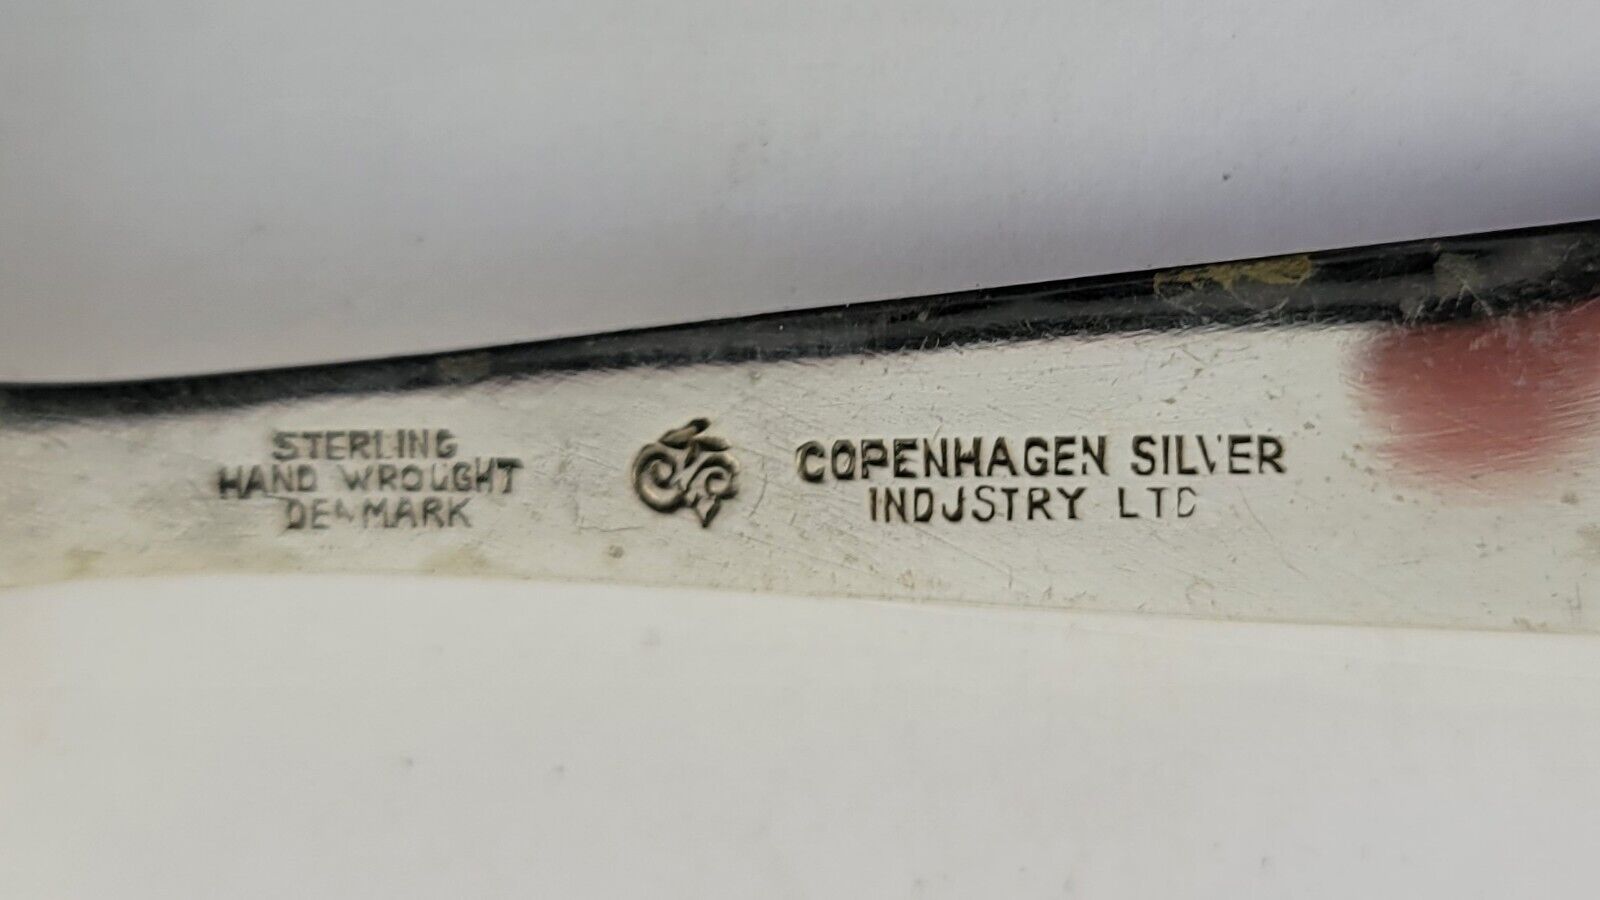 STERLING
HAND WROUGHT
DENMARK
COPENHAGEN SILVER
INDUSTRY LTD